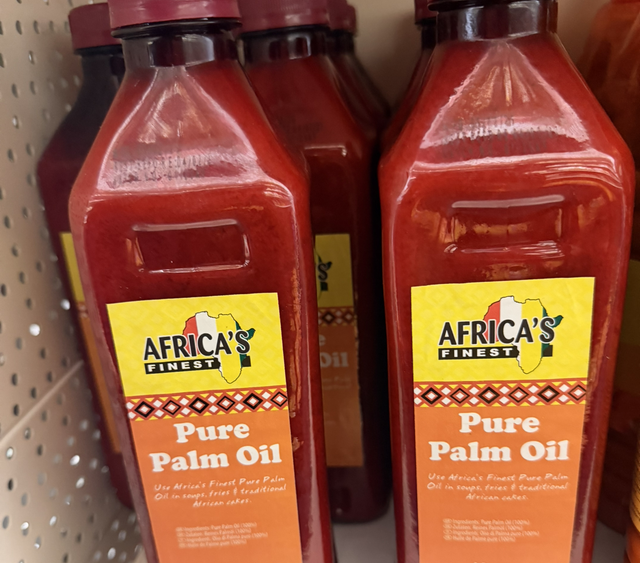 AFRICA'S
FINEST
Pure
Palm Oil
Use Africa's Finest Pure Palm
Oil in soups, fries & traditional
African cakes.
AFRICA'S
FINEST
Pure
Palm Oil
Use Africa's Finest Pure Palm
Oil in soups, fries & traditional
African cakes.
Oil